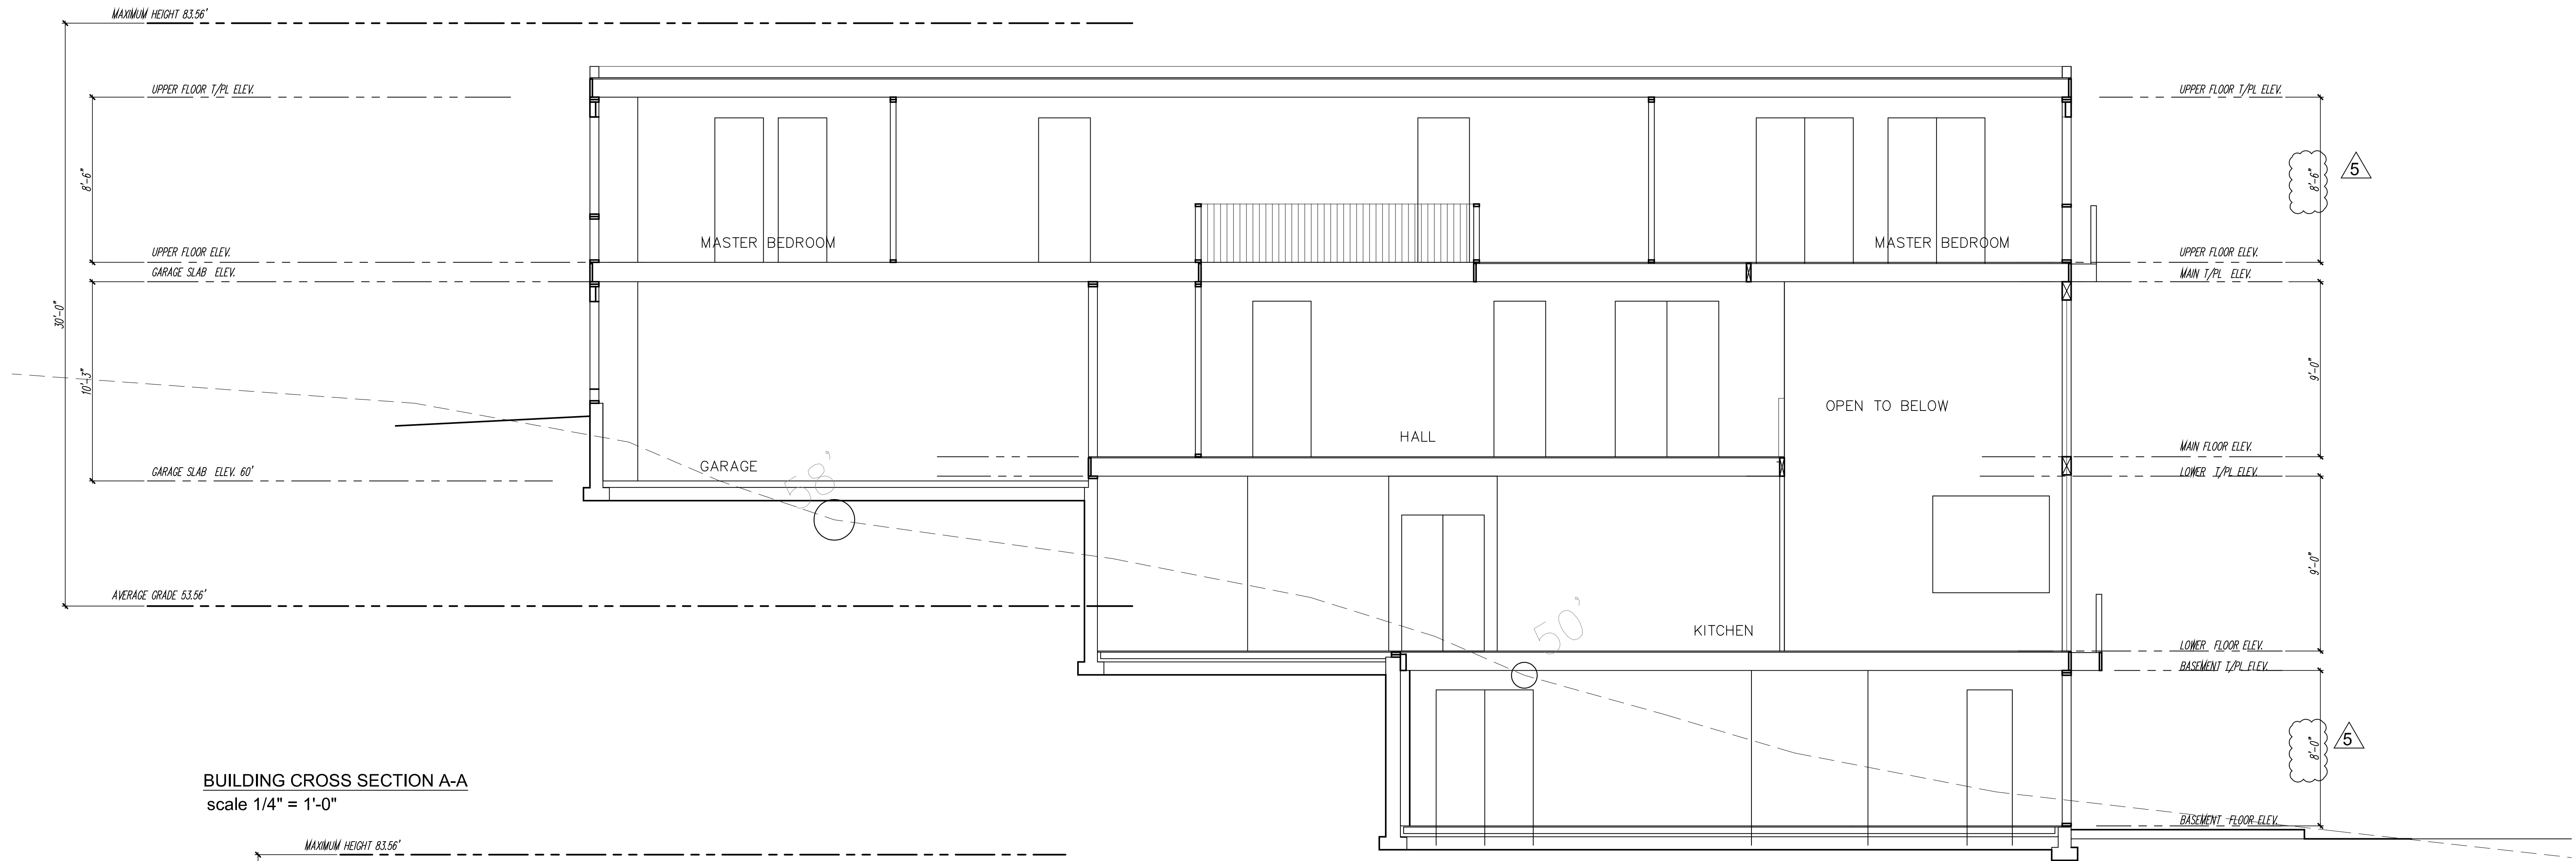 MAXIMUM HEIGHT 83.56'
UPPER FLOOR T/PL ELEV.
UPPER FLOOR T/PL ELEV.
8'-6"
8'-6"
5
MASTER BEDROOM
MASTER BEDROOM
UPPER FLOOR ELEV.
UPPER FLOOR ELEV.
GARAGE SLAB ELEV.
MAIN T/PL ELEV.
30'-0"
10'-3"
9'-0"
OPEN TO BELOW
HALL
MAIN FLOOR ELEV.
GARAGE SLAB ELEV. 60'
GARAGE
58'
LOWER T/PL ELEV.
9'-0"
AVERAGE GRADE 53.56'
50'
KITCHEN
LOWER FLOOR ELEV.
BASEMENT T/PL ELEV.
8'-0"
5
BUILDING CROSS SECTION A-A
scale 1/4" = 1'-0"
BASEMENT FLOOR ELEV.
MAXIMUM HEIGHT 83.56'